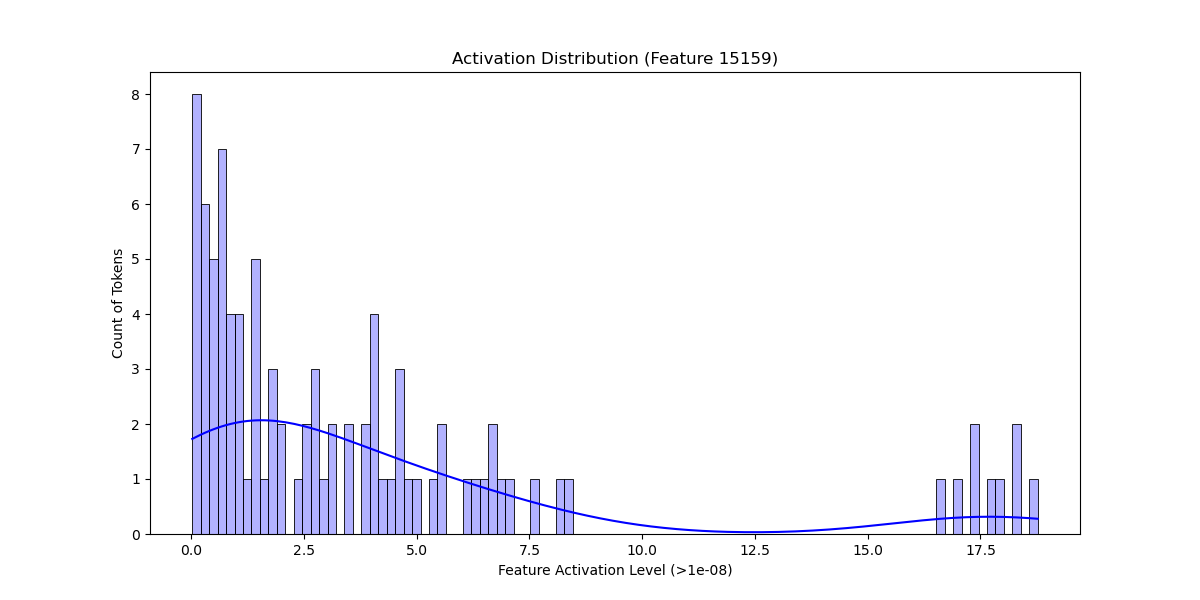 Activation Distribution (Feature 15159)
Count of Tokens
8
7
6
5
4
3
2
1
0
0.0 2.5 5.0 7.5 10.0 12.5 15.0 17.5
Feature Activation Level (>1e-08)